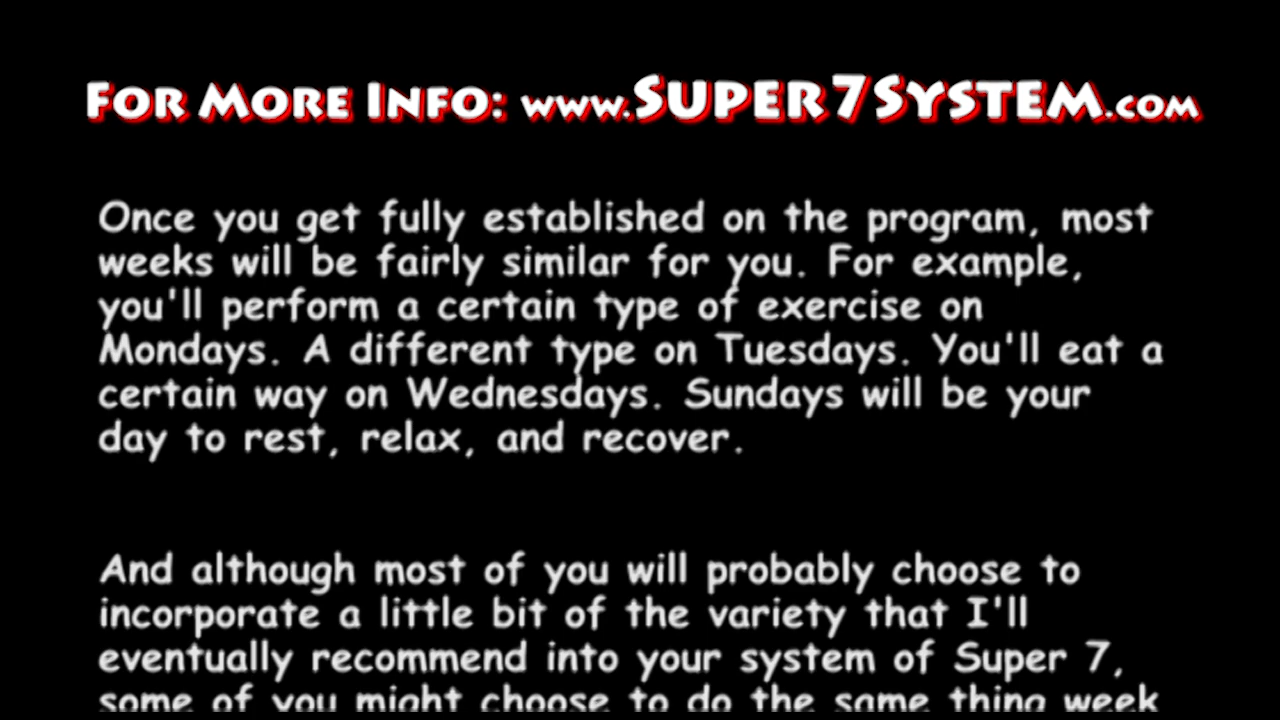 For More Info: www.Super7System.com
Once you get fully established on the program, most
weeks will be fairly similar for you. For example,
you'll perform a certain type of exercise on
Mondays. A different type on Tuesdays. You'll eat a
certain way on Wednesdays. Sundays will be your
day to rest, relax, and recover.
And although most of you will probably choose to
incorporate a little bit of the variety that I'll
eventually recommend into your system of Super 7,
some of you might choose to do the same thing week